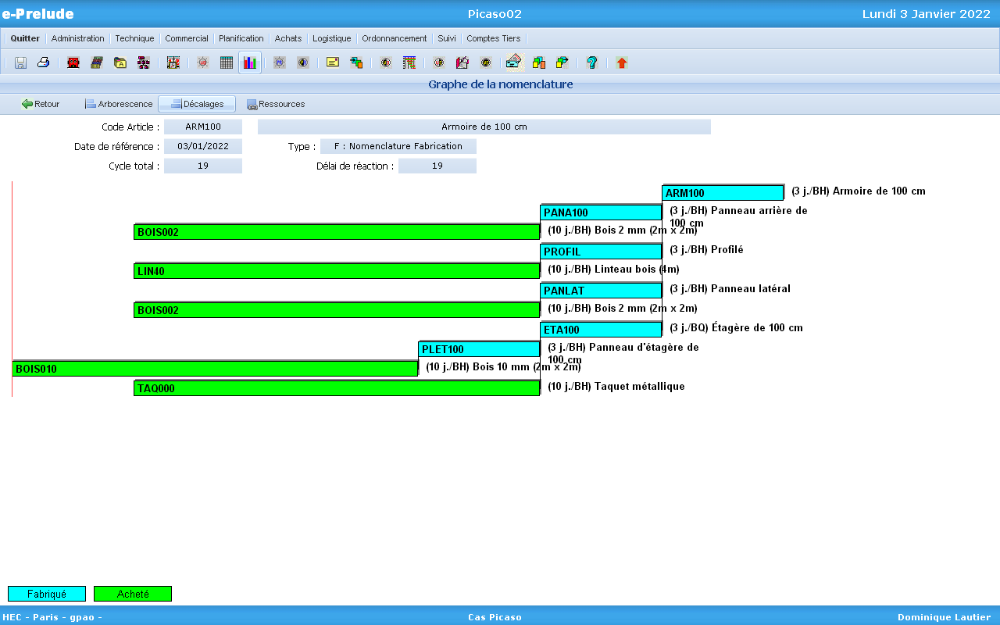 e-Prelude
Picaso02
Lundi 3 Janvier 2022
Quitter Administration Technique Commercial Planification Achats Logistique Ordonnancement Suivi Comptes Tiers
Graphe de la nomenclature
Retour Arborescence Décalages Ressources
Code Article : ARM100 Armoire de 100 cm
Date de référence : 03/01/2022 Type : F : Nomenclature Fabrication
Cycle total : 19 Délai de réaction : 19
ARM100 (3 j./BH) Armoire de 100 cm
PANA100 (3 j./BH) Panneau arrière de
100 cm
BOIS002 (10 j./BH) Bois 2 mm (2m x 2m)
PROFIL (3 j./BH) Profilé
LIN40 (10 j./BH) Linteau bois (4m)
PANLAT (3 j./BH) Panneau latéral
BOIS002 (10 j./BH) Bois 2 mm (2m x 2m)
ETA100 (3 j./BQ) Étagère de 100 cm
PLET100 (3 j./BH) Panneau d'étagère de
100 cm
BOIS010 (10 j./BH) Bois 10 mm (2m x 2m)
TAQ000 (10 j./BH) Taquet métallique
Fabriqué Acheté
HEC - Paris - gpao -
Cas Picaso
Dominique Lautier